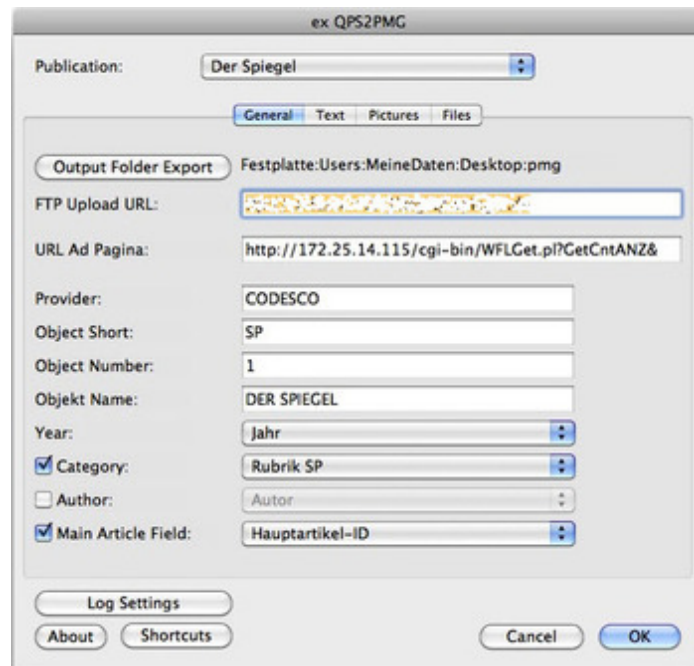 ex QPS2PMG
Publication: Der Spiegel
General Text Pictures Files
Output Folder Export Festplatte:Users:MeineDaten:Desktop:pmg
FTP Upload URL:
URL Ad Pagina: http://172.25.14.115/cgi-bin/WFLGet.pl?GetCntANZ&
Provider: CODESCO
Object Short: SP
Object Number: 1
Objekt Name: DER SPIEGEL
Year: Jahr
Category: Rubrik SP
Author: Autor
Main Article Field: Hauptartikel-ID
Log Settings
About Shortcuts Cancel OK